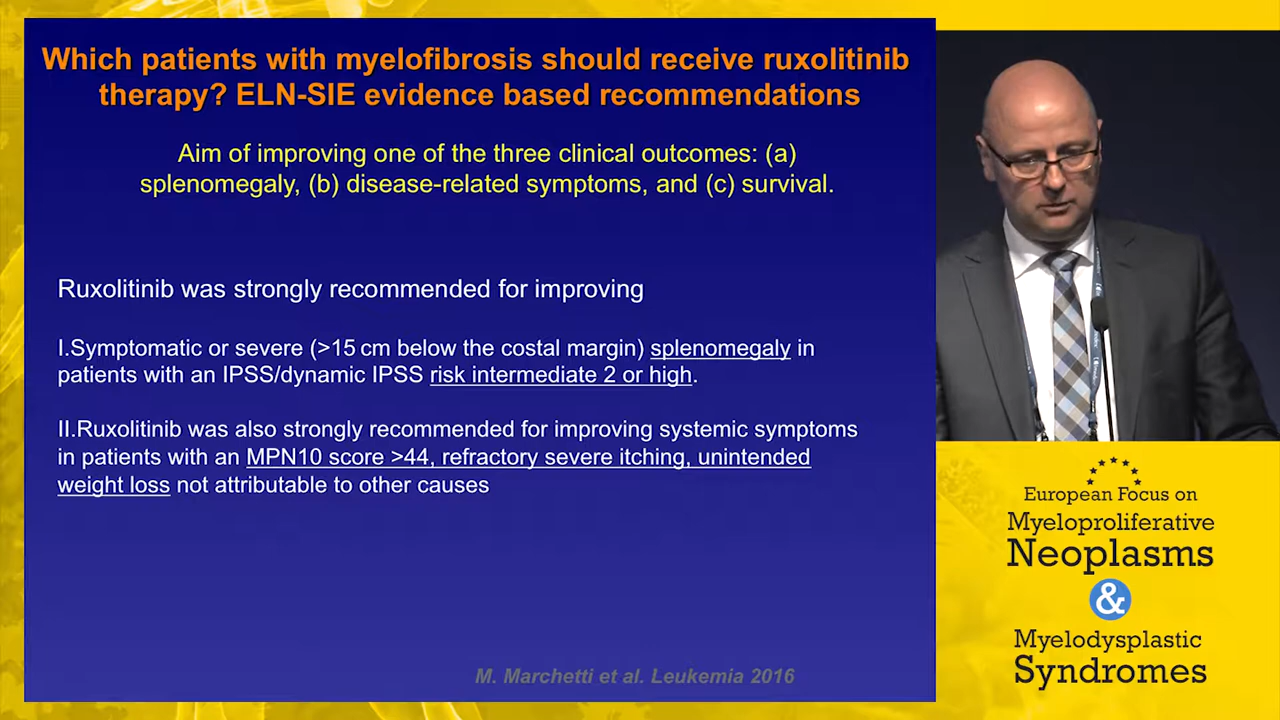 Which patients with myelofibrosis should receive ruxolitinib
therapy? ELN-SIE evidence based recommendations
Aim of improving one of the three clinical outcomes: (a)
splenomegaly, (b) disease-related symptoms, and (c) survival.
Ruxolitinib was strongly recommended for improving
I.Symptomatic or severe (>15 cm below the costal margin) splenomegaly in
patients with an IPSS/dynamic IPSS risk intermediate 2 or high.
II.Ruxolitinib was also strongly recommended for improving systemic symptoms
in patients with an MPN10 score >44, refractory severe itching, unintended
weight loss not attributable to other causes
M. Marchetti et al. Leukemia 2016
European Focus on
Myeloproliferative
Neoplasms
&
Myelodysplastic
Syndromes